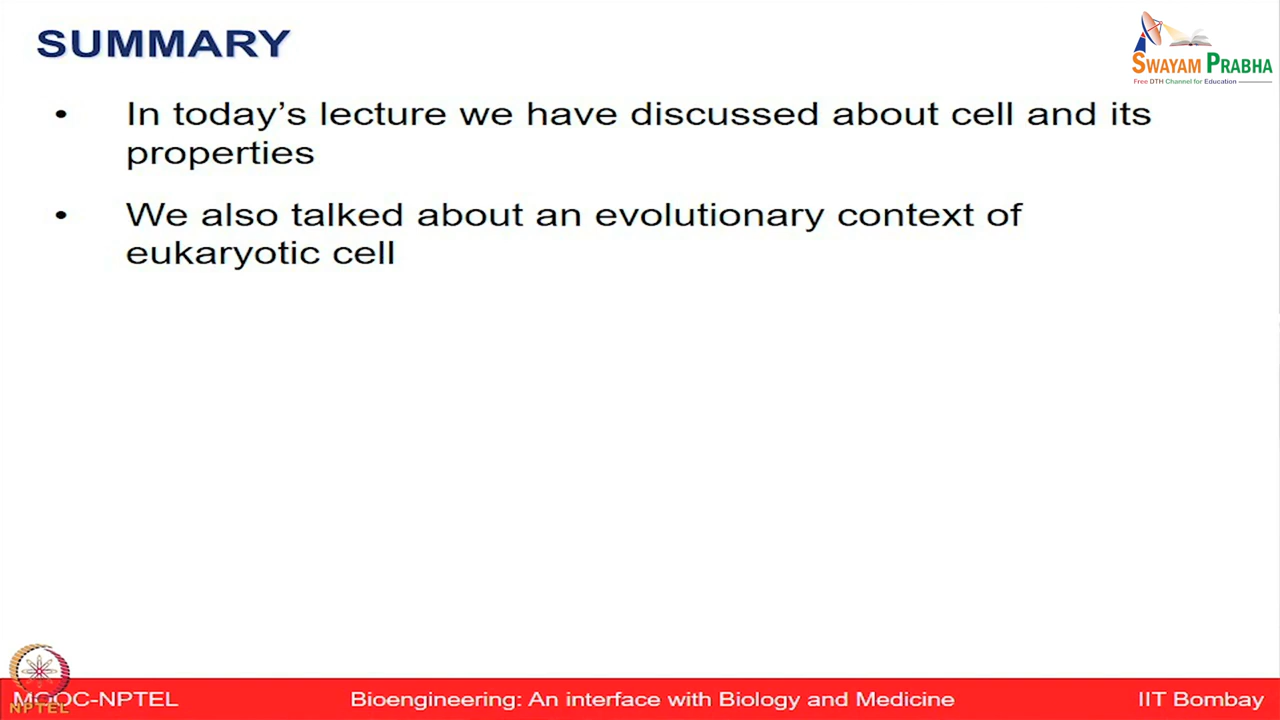 SUMMARY
SWAYAM PRABHA
Free DTH Channel for Education
• In today's lecture we have discussed about cell and its
properties
• We also talked about an evolutionary context of
eukaryotic cell
MOOC-NPTEL
NPTEL
Bioengineering: An interface with Biology and Medicine
IIT Bombay